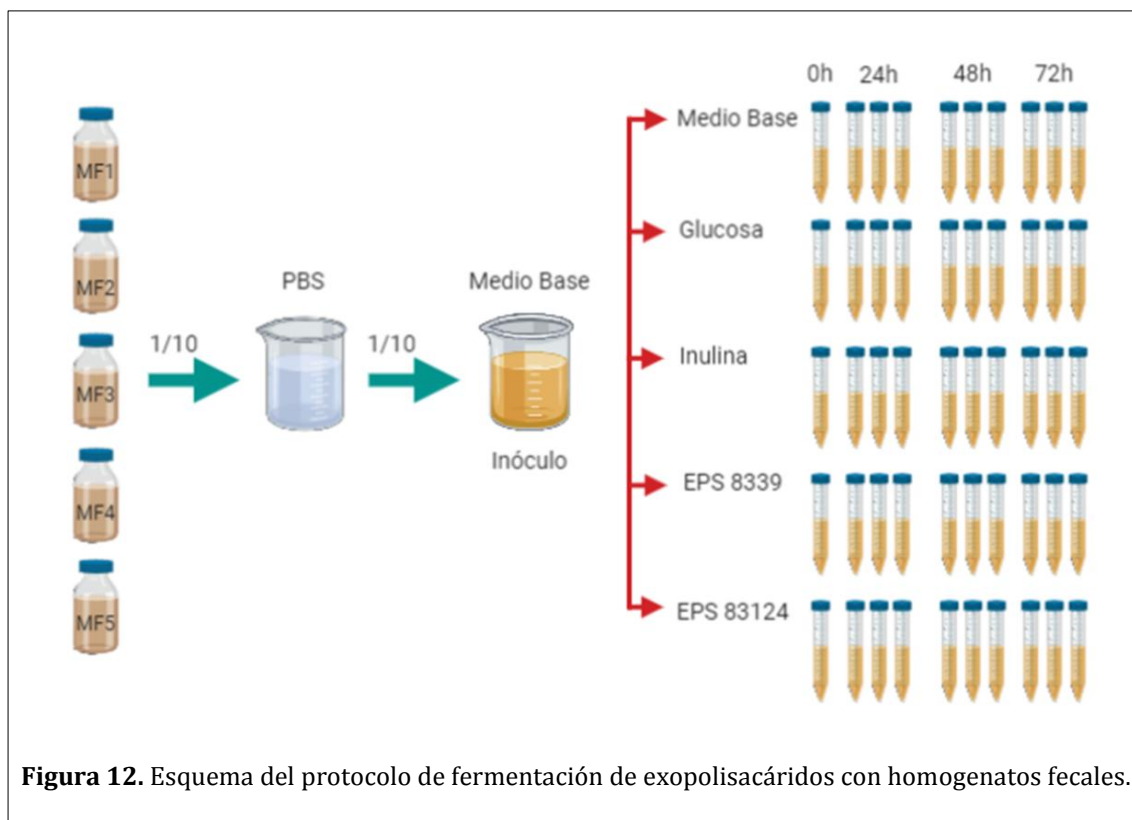 0h 24h 48h 72h
MF1
MF2
MF3
MF4
MF5
1/10
PBS
1/10
Medio Base
Inóculo
Medio Base
Glucosa
Inulina
EPS 8339
EPS 83124
Figura 12. Esquema del protocolo de fermentación de exopolisacáridos con homogenatos fecales.